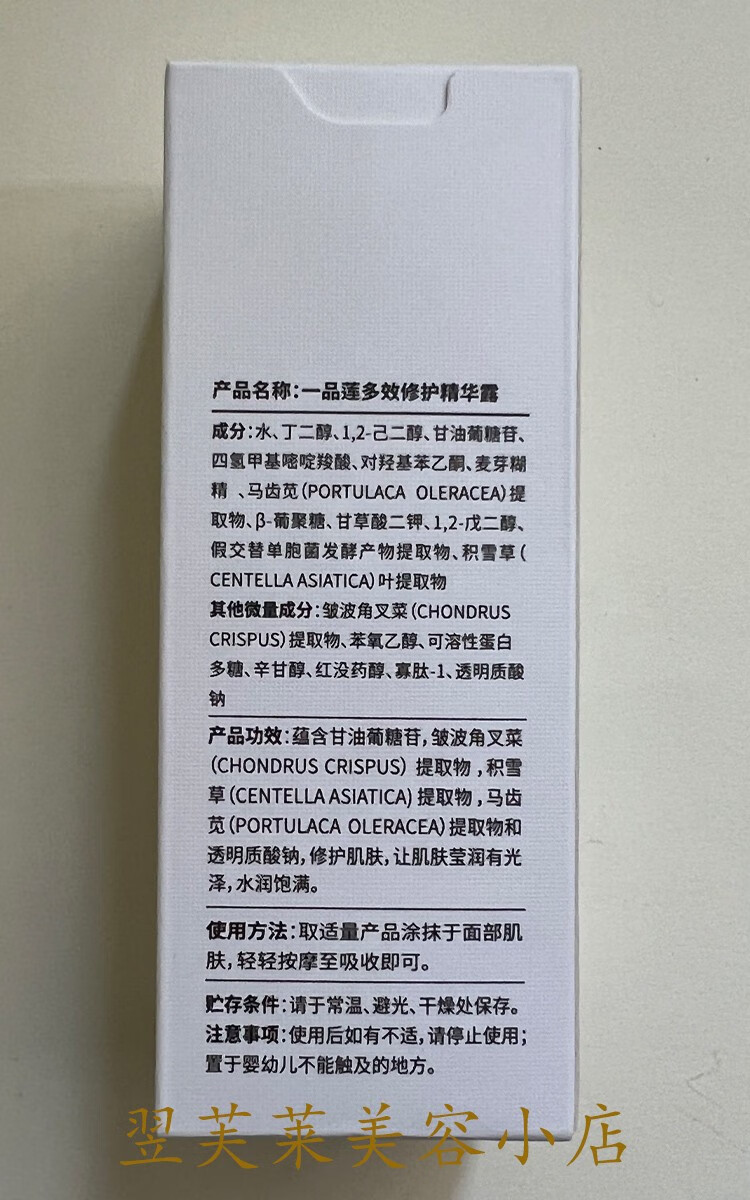 产品名称：一品莲多效修护精华露
成分：水、丁二醇、1,2-己二醇、甘油葡糖苷、
四氢甲基嘧啶羧酸、对羟基苯乙酮、麦芽糊
精、马齿苋（PORTULACA OLERACEA）提
取物、β-葡聚糖、甘草酸二钾、1,2-戊二醇、
假交替单胞菌发酵产物提取物、积雪草（
CENTELLA ASIATICA）叶提取物
其他微量成分：皱波角叉菜（CHONDRUS
CRISPUS）提取物、苯氧乙醇、可溶性蛋白
多糖、辛甘醇、红没药醇、寡肽-1、透明质酸
钠
产品功效：蕴含甘油葡糖苷，皱波角叉菜
（CHONDRUS CRISPUS）提取物，积雪
草（CENTELLA ASIATICA）提取物，马齿
苋（PORTULACA OLERACEA）提取物和
透明质酸钠，修护肌肤，让肌肤莹润有光
泽，水润饱满。
使用方法：取适量产品涂抹于面部肌
肤，轻轻按摩至吸收即可。
贮存条件：请于常温、避光、干燥处保存。
注意事项：使用后如有不适，请停止使用；
置于婴幼儿不能触及的地方。
翌芙莱美容小店